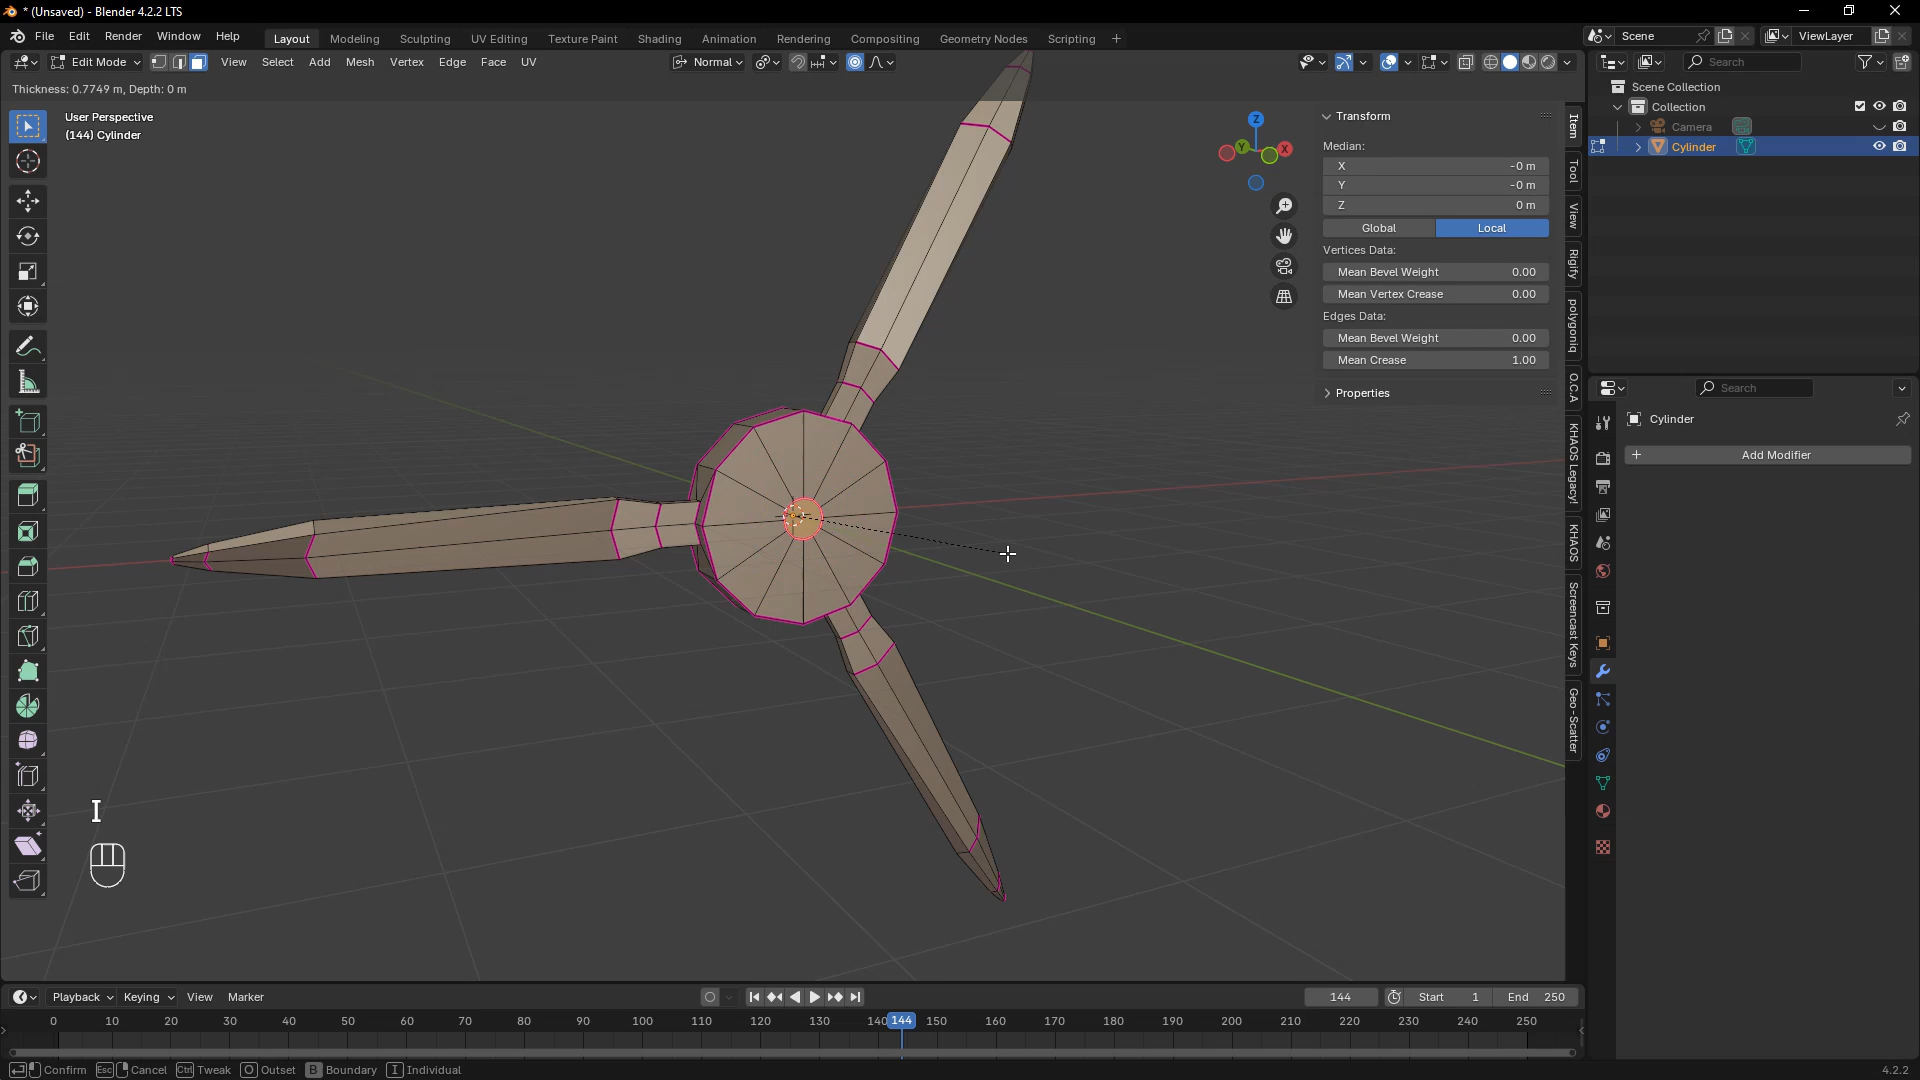 * (Unsaved) - Blender 4.2.2 LTS
File Edit Render Window Help Layout Modeling Sculpting UV Editing Texture Paint Shading Animation Rendering Compositing Geometry Nodes Scripting + Scene ViewLayer
Edit Mode View Select Add Mesh Vertex Edge Face UV Normal Search
Thickness: 0.7749 m, Depth: 0 m
User Perspective
(144) Cylinder
Scene Collection
Collection
Camera
Cylinder
Z
Y
X
Transform
Median:
X -0 m
Y -0 m
Z 0 m
Global Local
Vertices Data:
Mean Bevel Weight 0.00
Mean Vertex Crease 0.00
Edges Data:
Mean Bevel Weight 0.00
Mean Crease 1.00
Properties
Item
Tool
View
Rigify
polygoniq
O.C.A
KHAOS Legacy!
KHAOS
Screencast Keys
Geo-Scatter
Search
Cylinder
+ Add Modifier
I
Playback Keying View Marker 144 Start 1 End 250
0 10 20 30 40 50 60 70 80 90 100 110 120 130 140 144 150 160 170 180 190 200 210 220 230 240 250
Confirm Esc Cancel Ctrl Tweak O Outset B Boundary I Individual 4.2.2